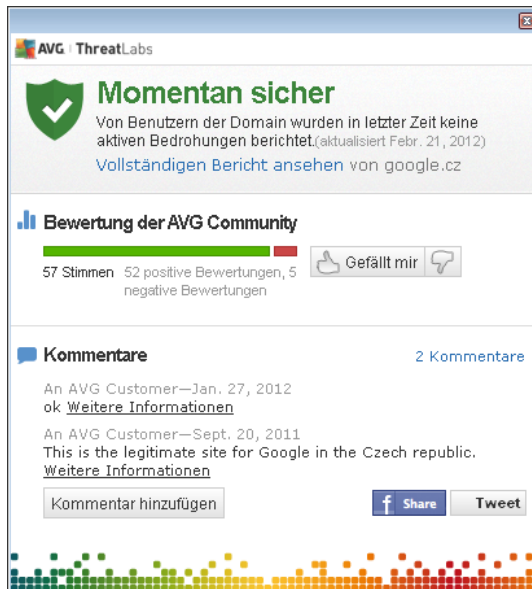 AVG ThreatLabs
Momentan sicher
Von Benutzern der Domain wurden in letzter Zeit keine
aktiven Bedrohungen berichtet.(aktualisiert Febr. 21, 2012)
Vollständigen Bericht ansehen von google.cz
Bewertung der AVG Community
57 Stimmen 52 positive Bewertungen, 5
negative Bewertungen
Gefällt mir
Kommentare
2 Kommentare
An AVG Customer—Jan. 27, 2012
ok Weitere Informationen
An AVG Customer—Sept. 20, 2011
This is the legitimate site for Google in the Czech republic.
Weitere Informationen
Kommentar hinzufügen
f Share
Tweet